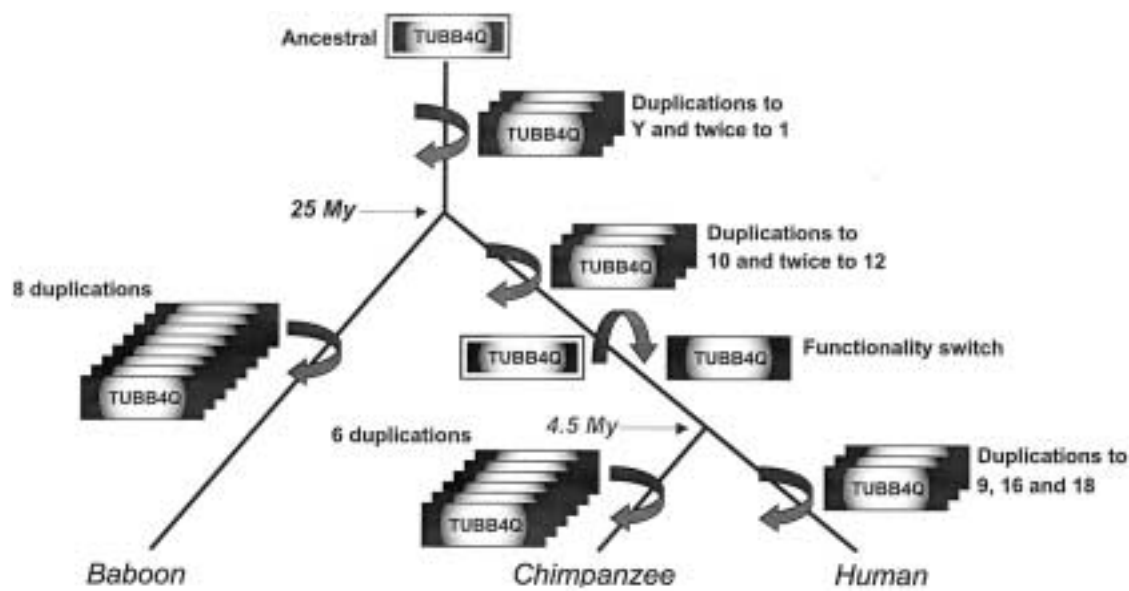 Ancestral
TUBB4Q
TUBB4Q
Duplications to
Y and twice to 1
25 My
TUBB4Q
Duplications to
10 and twice to 12
8 duplications
TUBB4Q
TUBB4Q
TUBB4Q
Functionality switch
6 duplications
4.5 My
TUBB4Q
TUBB4Q
Duplications to
9, 16 and 18
Baboon
Chimpanzee
Human